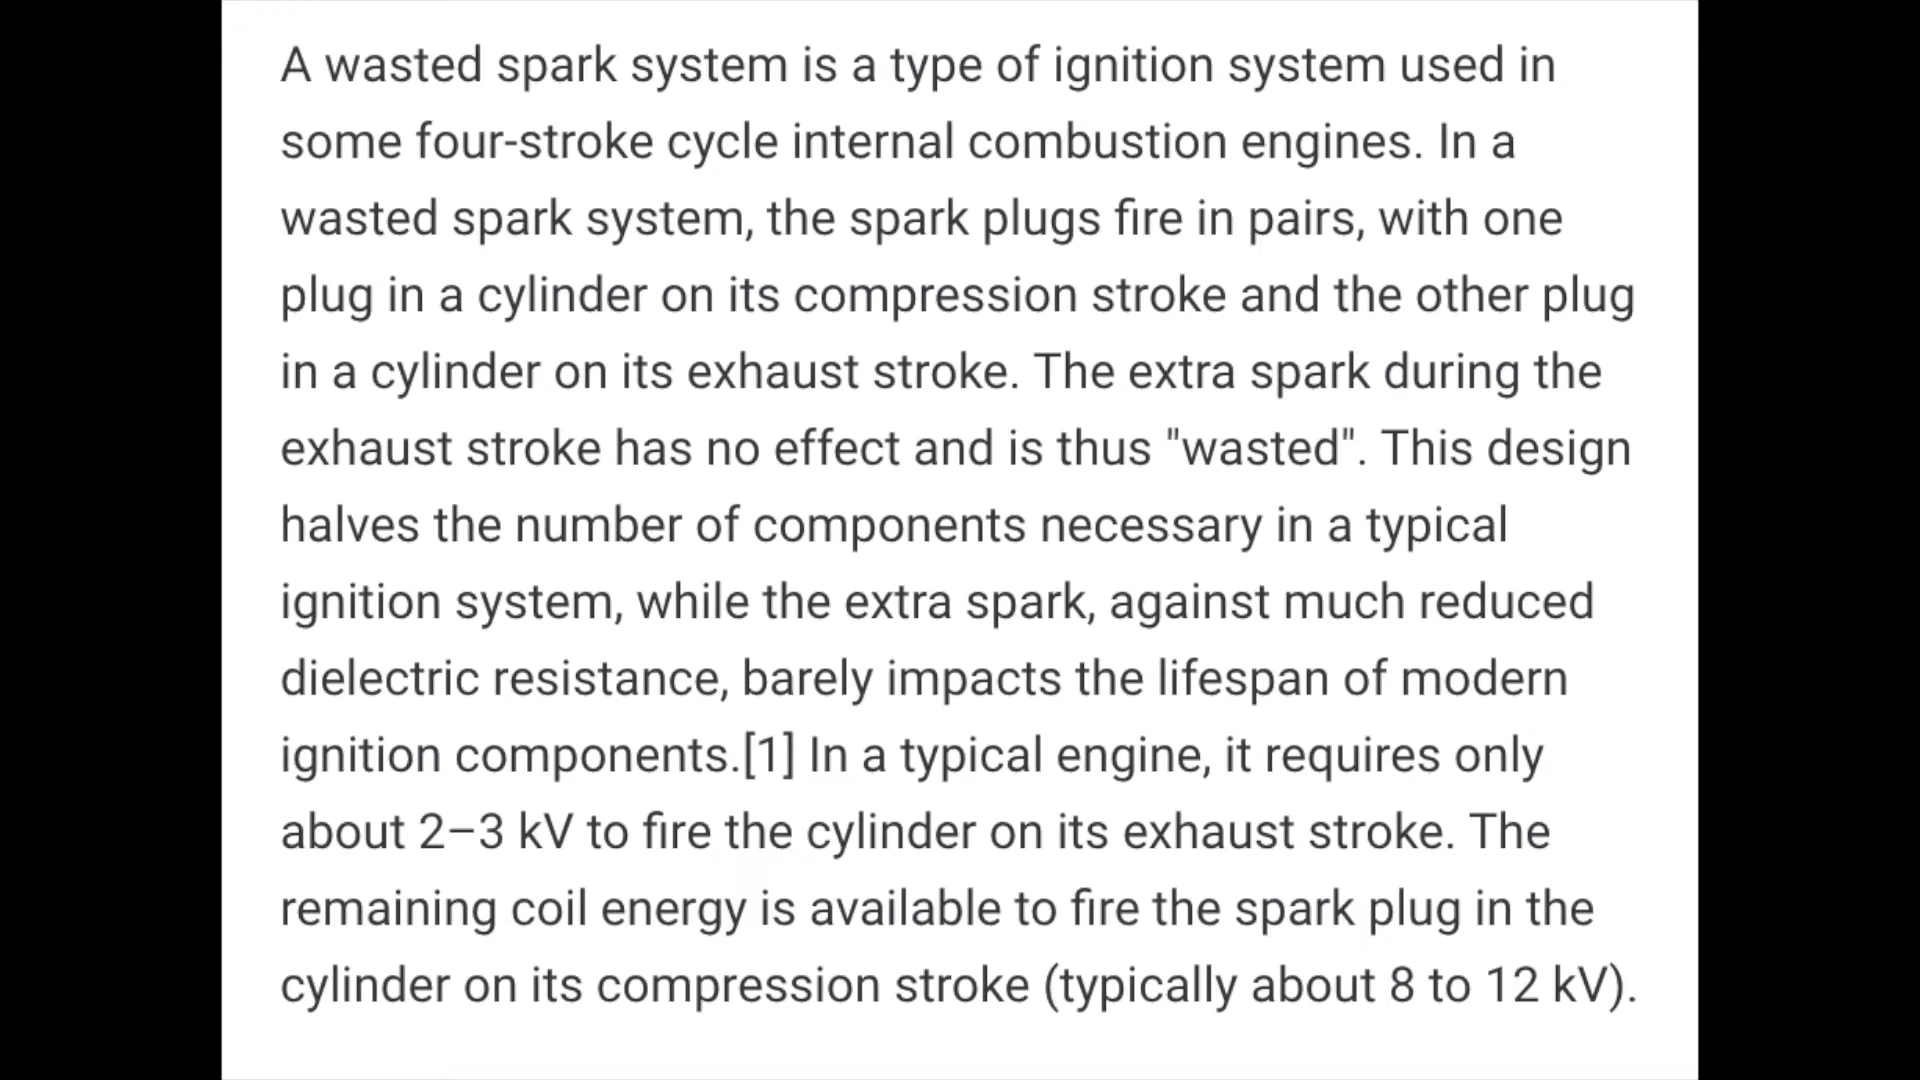 A wasted spark system is a type of ignition system used in
some four-stroke cycle internal combustion engines. In a
wasted spark system, the spark plugs fire in pairs, with one
plug in a cylinder on its compression stroke and the other plug
in a cylinder on its exhaust stroke. The extra spark during the
exhaust stroke has no effect and is thus "wasted". This design
halves the number of components necessary in a typical
ignition system, while the extra spark, against much reduced
dielectric resistance, barely impacts the lifespan of modern
ignition components.[1] In a typical engine, it requires only
about 2–3 kV to fire the cylinder on its exhaust stroke. The
remaining coil energy is available to fire the spark plug in the
cylinder on its compression stroke (typically about 8 to 12 kV).